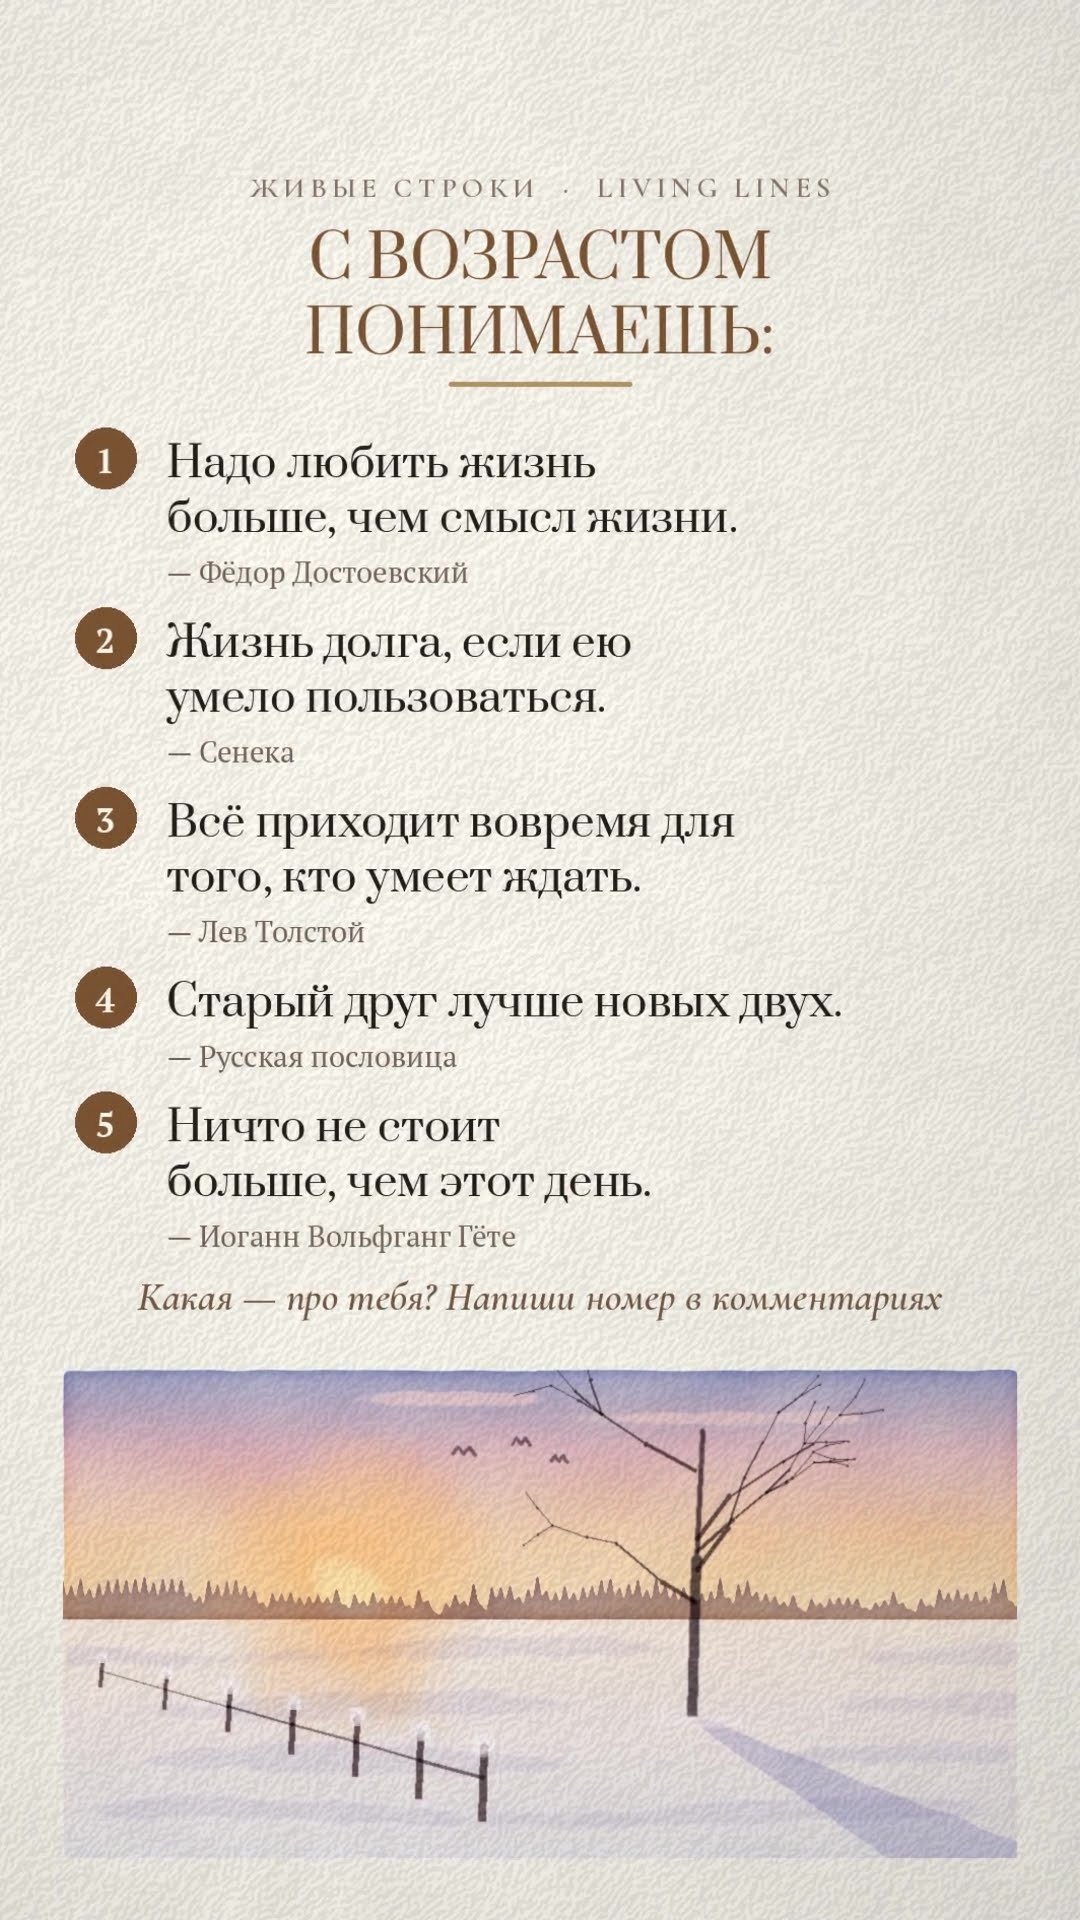 ЖИВЫЕ СТРОКИ · LIVING LINES
С ВОЗРАСТОМ
ПОНИМАЕШЬ:
1 Надо любить жизнь
больше, чем смысл жизни.
— Фёдор Достоевский
2 Жизнь долга, если ею
умело пользоваться.
— Сенека
3 Всё приходит вовремя для
того, кто умеет ждать.
— Лев Толстой
4 Старый друг лучше новых двух.
— Русская пословица
5 Ничто не стоит
больше, чем этот день.
— Иоганн Вольфганг Гёте
Какая — про тебя? Напиши номер в комментариях